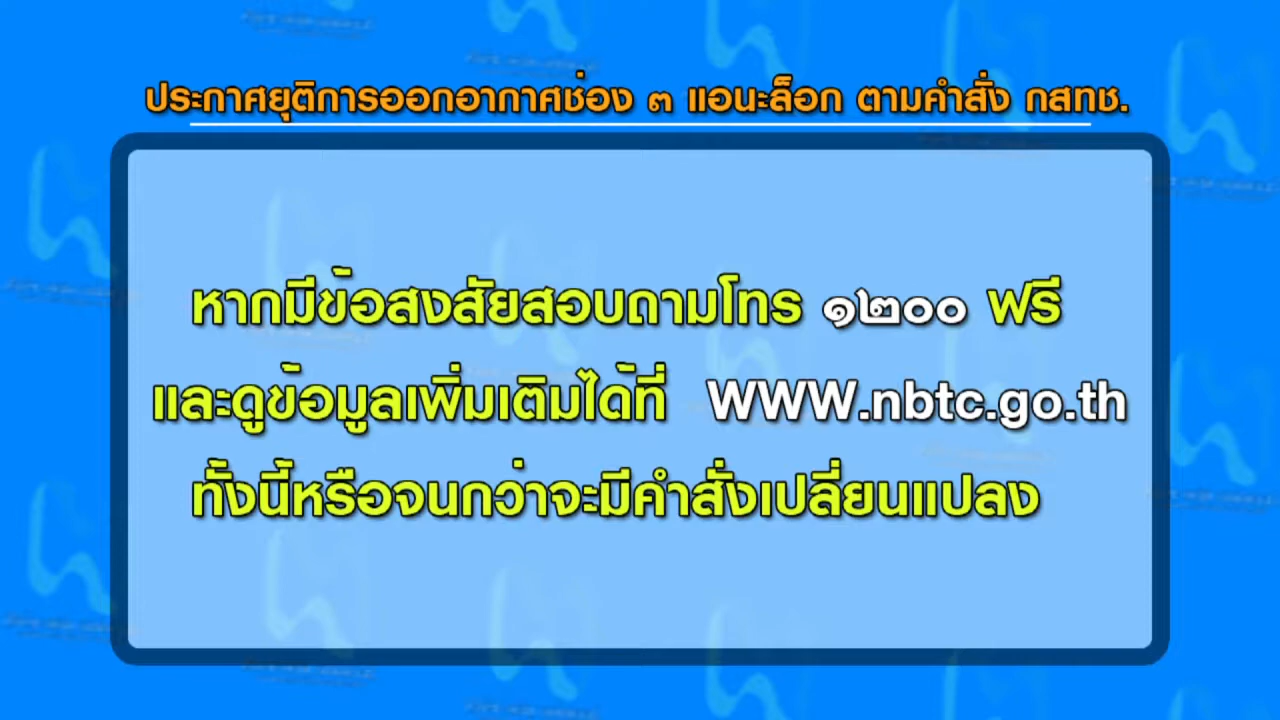 ประกาศยุติการออกอากาศช่อง ๓ แอนะล็อก ตามคำสั่ง กสทช.
หากมีข้อสงสัยสอบถามโทร ๑๒๐๐ ฟรี
และดูข้อมูลเพิ่มเติมได้ที่ WWW.nbtc.go.th
ทั้งนี้หรือจนกว่าจะมีคำสั่งเปลี่ยนแปลง